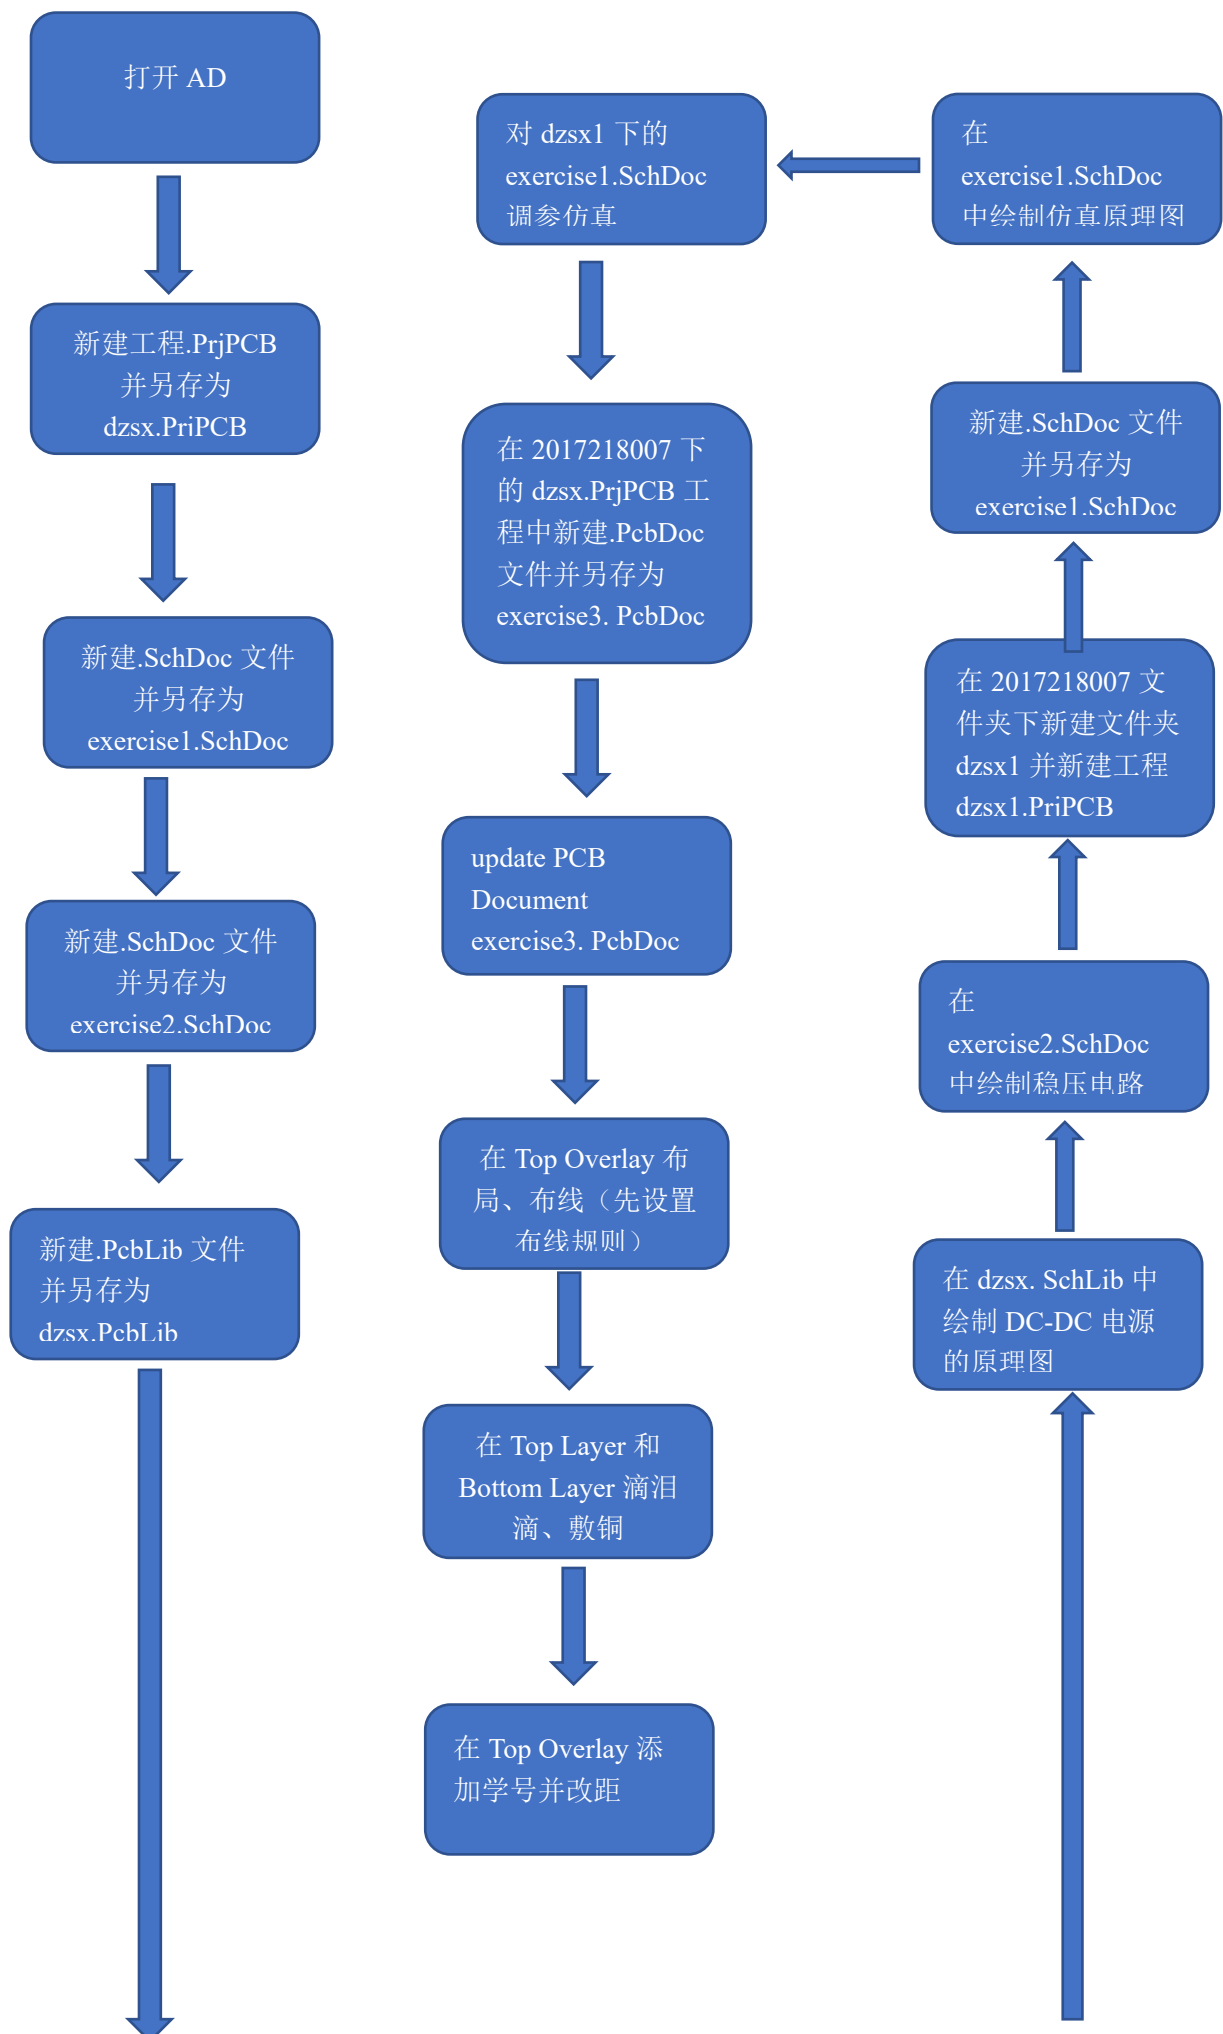 打开 AD
新建工程.PrjPCB
并另存为
dzsx.PrjPCB
新建.SchDoc 文件
并另存为
exercise1.SchDoc
新建.SchDoc 文件
并另存为
exercise2.SchDoc
新建.PcbLib 文件
并另存为
dzsx.PcbLib
对 dzsx1 下的
exercise1.SchDoc
调参仿真
在 2017218007 下
的 dzsx.PrjPCB 工
程中新建.PcbDoc
文件并另存为
exercise3. PcbDoc
update PCB
Document
exercise3. PcbDoc
在 Top Overlay 布
局、布线（先设置
布线规则）
在 Top Layer 和
Bottom Layer 滴泪
滴、敷铜
在 Top Overlay 添
加学号并改距
在
exercise1.SchDoc
中绘制仿真原理图
新建.SchDoc 文件
并另存为
exercise1.SchDoc
在 2017218007 文
件夹下新建文件夹
dzsx1 并新建工程
dzsx1.PrjPCB
在
exercise2.SchDoc
中绘制稳压电路
在 dzsx. SchLib 中
绘制 DC-DC 电源
的原理图